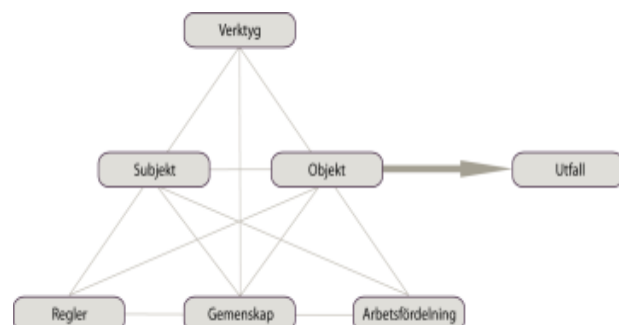 Verktyg
Subjekt
Objekt
Utfall
Regler
Gemenskap
Arbetsfördelning